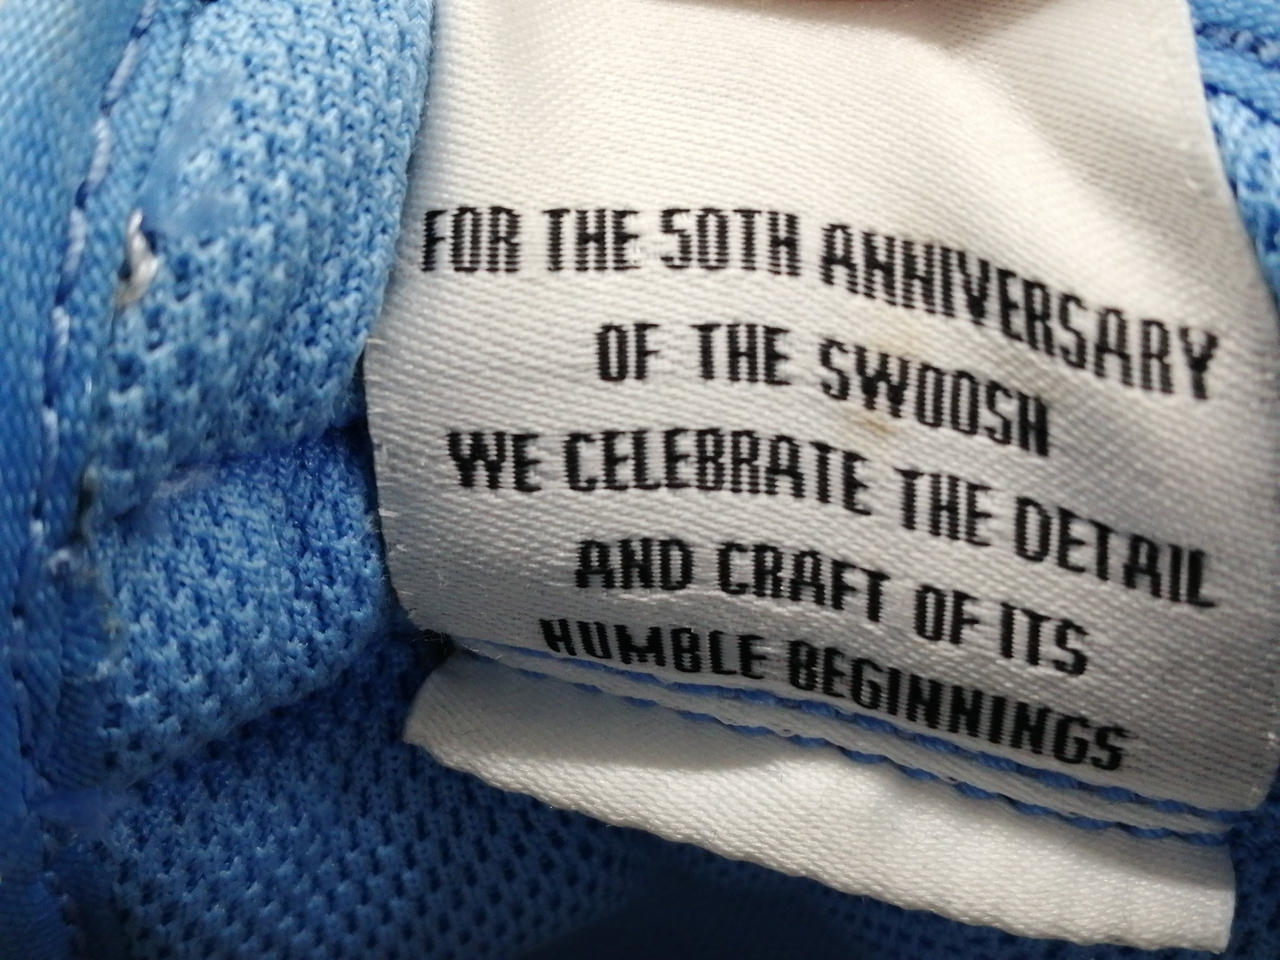 FOR THE 50TH ANNIVERSARY
OF THE SWOOSH
WE CELEBRATE THE DETAIL
AND CRAFT OF ITS
HUMBLE BEGINNINGS